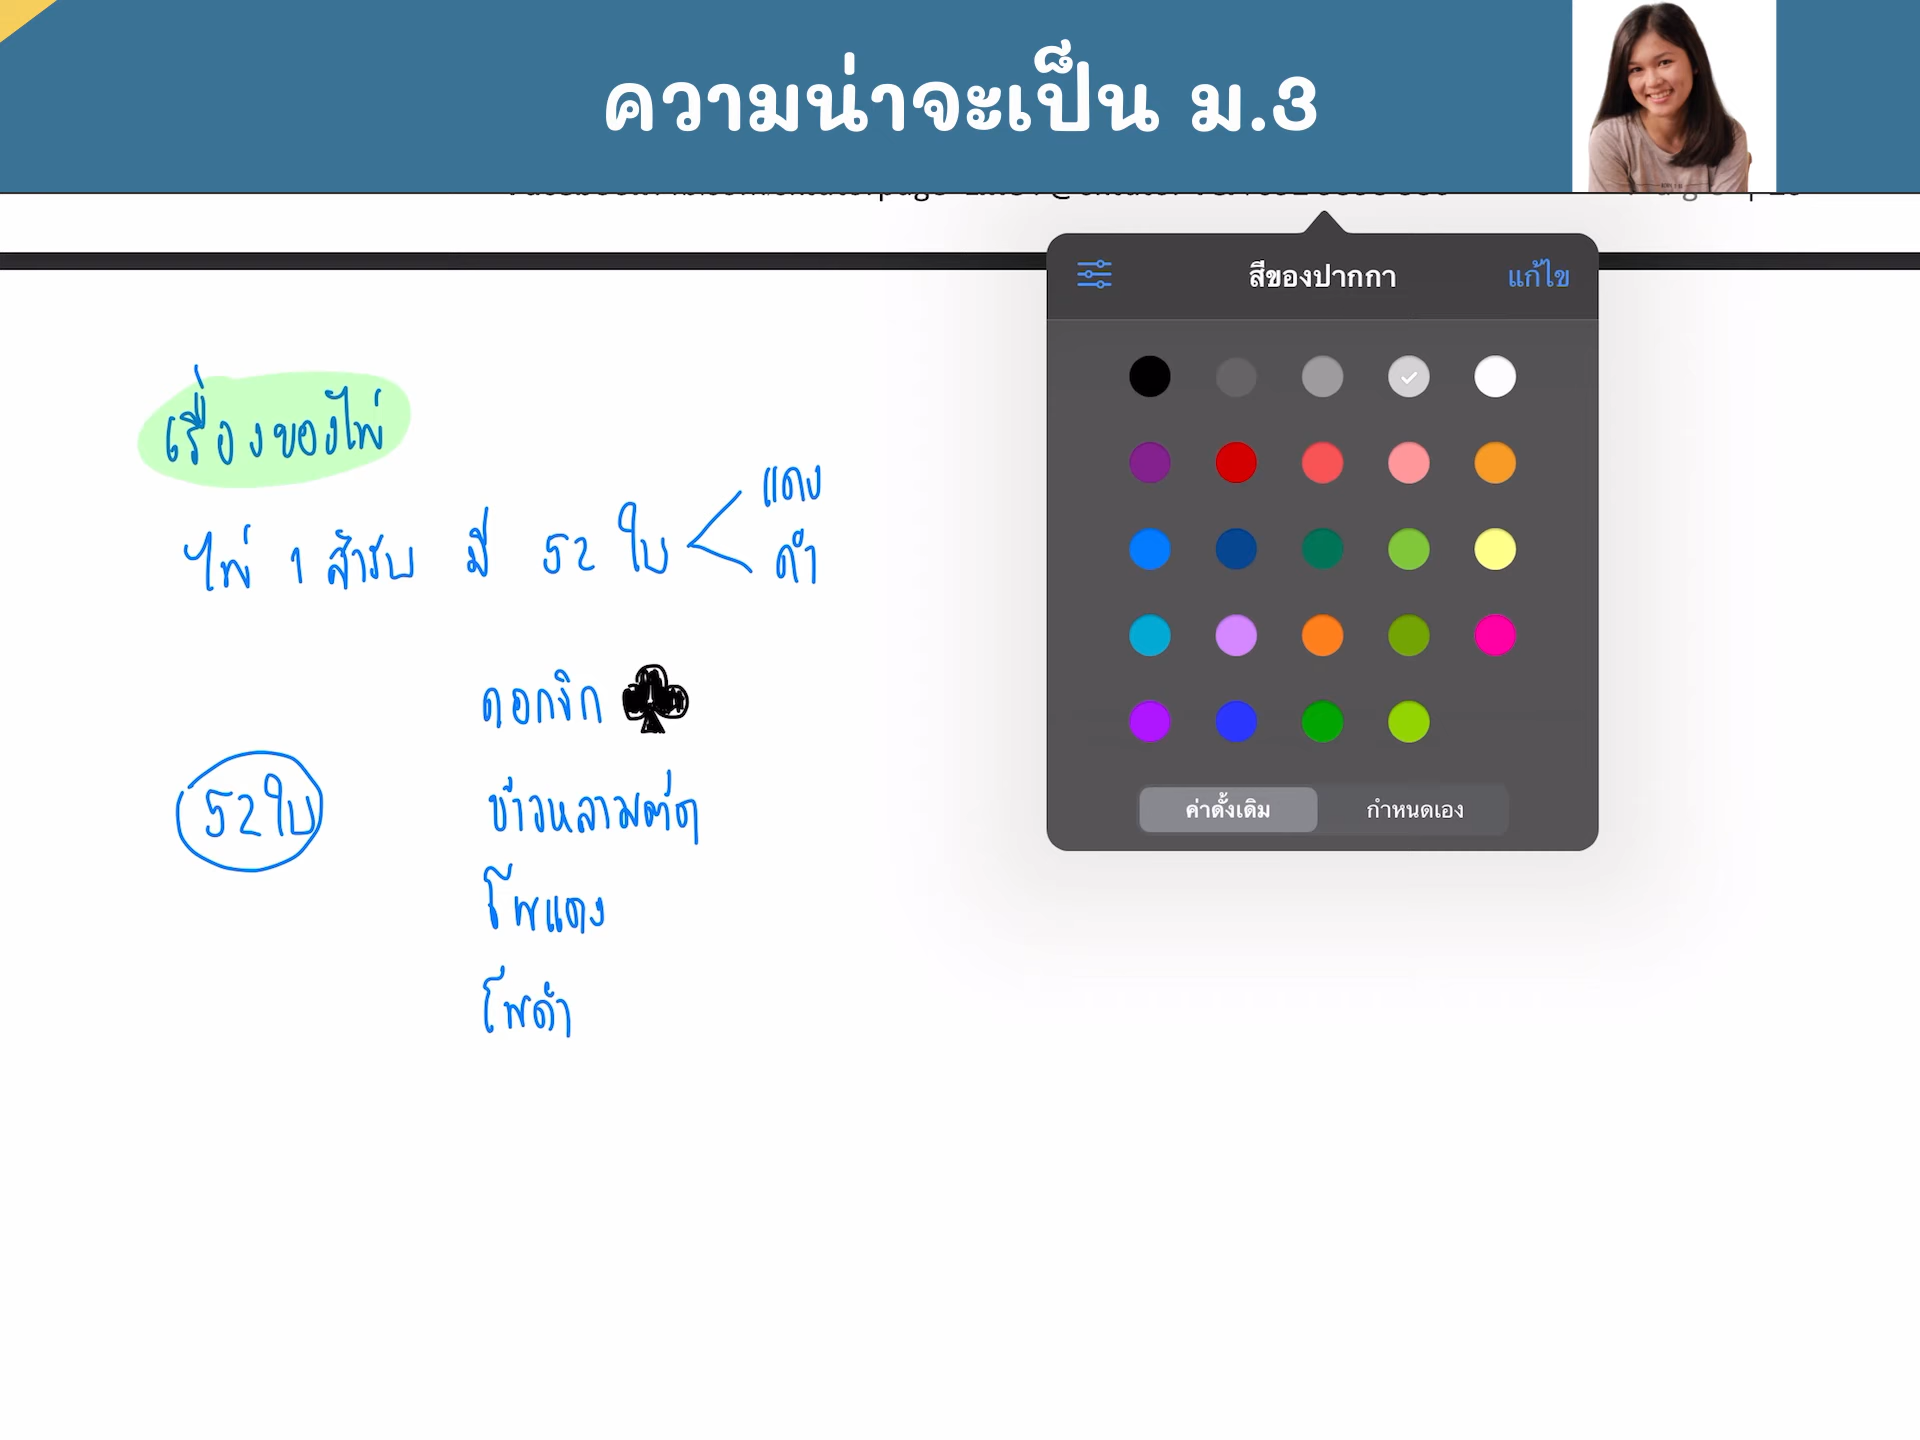 ความน่าจะเป็น ม.3
สีของปากกา
แก้ไข
เรื่องของไพ่
ไพ่ 1 สำรับ มี 52 ใบ
แดง
ดำ
ดอกจิก
52 ใบ
ข้าวหลามตัด
โพแดง
โพดำ
ค่าดั้งเดิม
กำหนดเอง